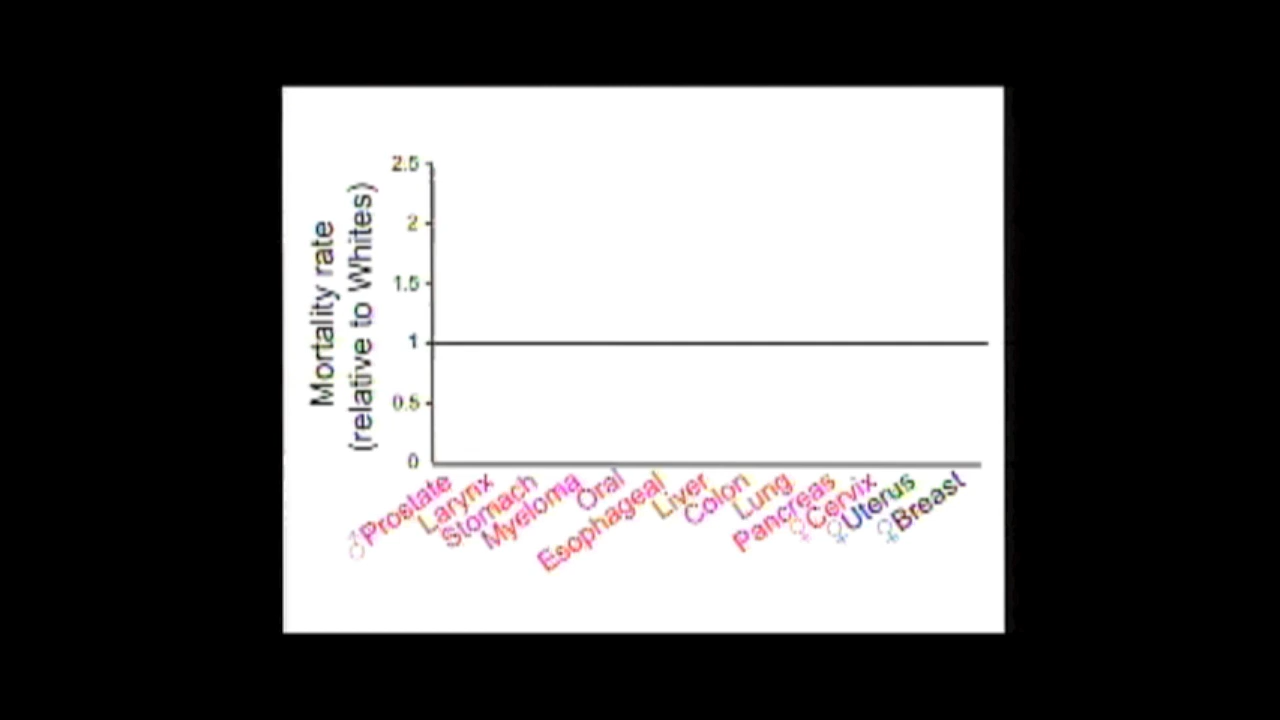 Mortality rate
(relative to Whites)
2.5
2
1.5
1
0.5
0
♂Prostate
Larynx
Stomach
Myeloma
Oral
Esophageal
Liver
Colon
Lung
Pancreas
♀Cervix
♀Uterus
♀Breast